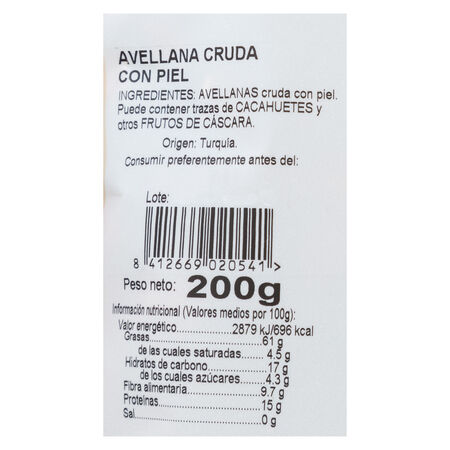 AVELLANA CRUDA
CON PIEL
INGREDIENTES: AVELLANAS cruda con piel.
Puede contener trazas de CACAHUETES y
otros FRUTOS DE CÁSCARA.
Origen: Turquía.
Consumir preferentemente antes del:
Lote:
8 412669 020541 >
Peso neto: 200g
Información nutricional (Valores medios por 100g):
Valor energético................2879 kJ/696 kcal
Grasas.................................61 g
de las cuales saturadas........4.5 g
Hidratos de carbono................17 g
de los cuales azúcares.........4.3 g
Fibra alimentaria.....................9.7 g
Proteínas................................15 g
Sal..........................................0 g